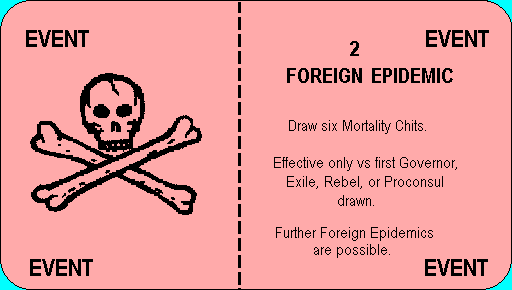 EVENT
EVENT
2
FOREIGN EPIDEMIC
Draw six Mortality Chits.
Effective only vs first Governor,
Exile, Rebel, or Proconsul
drawn.
Further Foreign Epidemics
are possible.
EVENT
EVENT